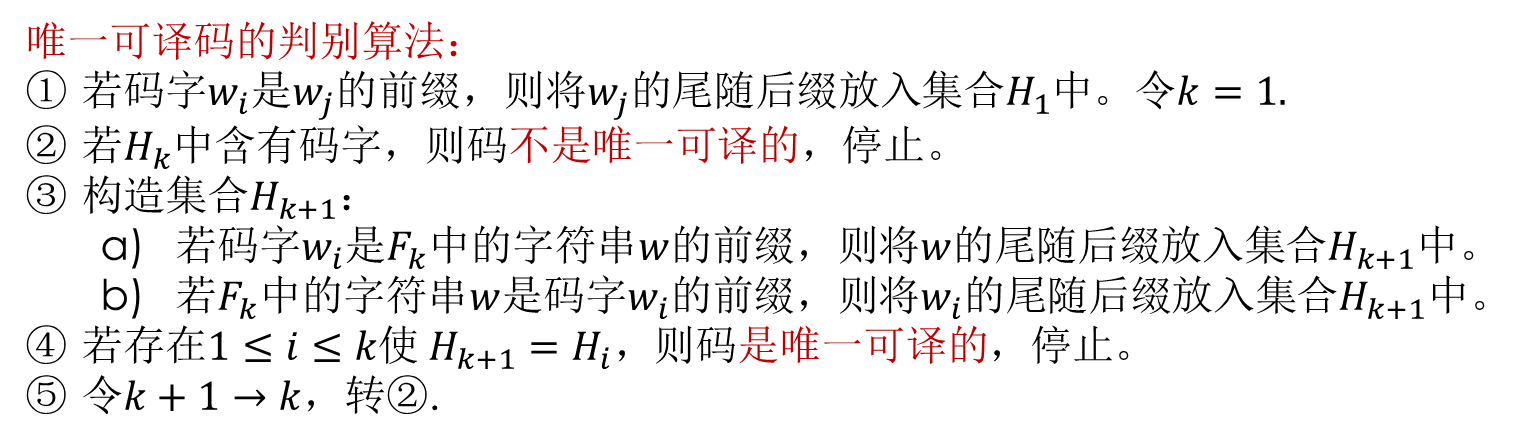 唯一可译码的判别算法：
① 若码字wᵢ是wⱼ的前缀，则将wⱼ的尾随后缀放入集合H₁中。令k = 1.
② 若Hₖ中含有码字，则码不是唯一可译的，停止。
③ 构造集合Hₖ₊₁：
a) 若码字wᵢ是Fₖ中的字符串w的前缀，则将w的尾随后缀放入集合Hₖ₊₁中。
b) 若Fₖ中的字符串w是码字wᵢ的前缀，则将wᵢ的尾随后缀放入集合Hₖ₊₁中。
④ 若存在1 ≤ i ≤ k使 Hₖ₊₁ = Hᵢ，则码是唯一可译的，停止。
⑤ 令k + 1 → k，转②.